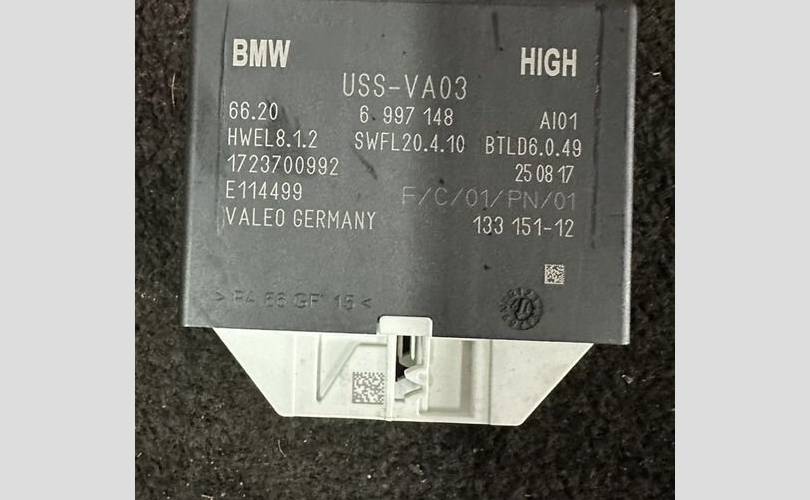 BMW HIGH
USS-VA03
66.20 6 997 148 AI01
HWEL8.1.2 SWFL20.4.10 BTLD6.0.49
1723700992 25 08 17
E114499 F/C/01/PN/01
VALEO GERMANY 133 151-12
>PA 66 GF 15<